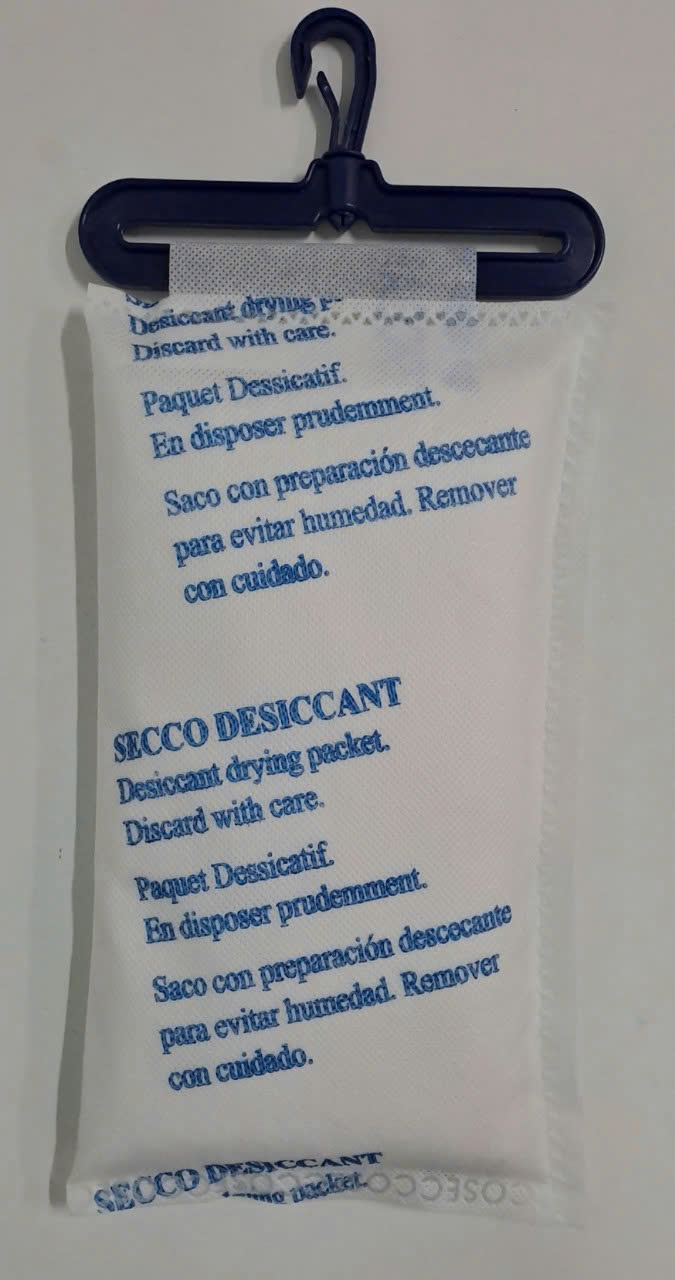 Desiccant drying
Discard with care.
Paquet Dessicatif.
En disposer prudemment.
Saco con preparación descecante
para evitar humedad. Remover
con cuidado.
SECCO DESICCANT
Desiccant drying packet.
Discard with care.
Paquet Dessicatif.
En disposer prudemment.
Saco con preparación descecante
para evitar humedad. Remover
con cuidado.
SECCO DESICCANT
packet.